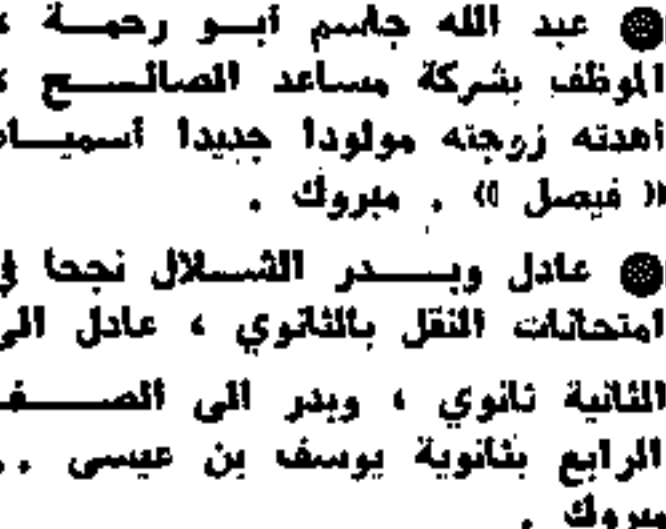 ● عبد الله جاسم أبو رحمة ،
الموظف بشركة مساعد الصالح ،
أهدته زوجته مولودا جديدا أسمياه
« فيصل » . مبروك .
● عادل وبدر الشلال نجحا في
امتحانات النقل بالثانوي ، عادل الى
الثانية ثانوي ، وبدر الى الصف
الرابع بثانوية يوسف بن عيسى ..
مبروك .